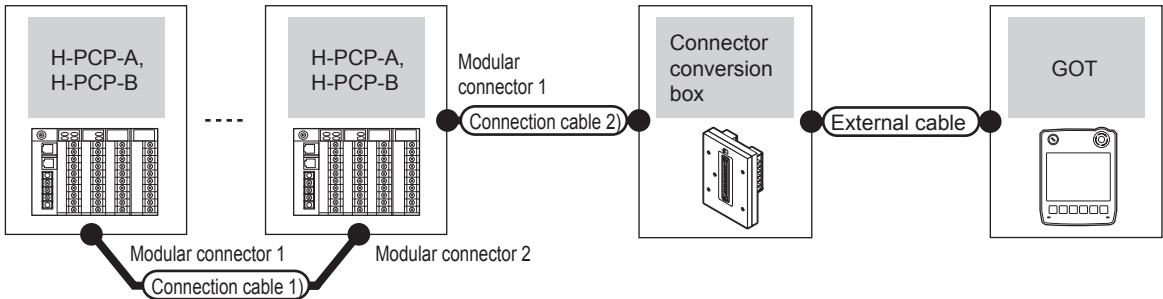 H-PCP-A,
H-PCP-B
H-PCP-A,
H-PCP-B
Modular
connector 1
Connection cable 2)
Connector
conversion
box
External cable
GOT
Modular connector 1
Modular connector 2
Connection cable 1)